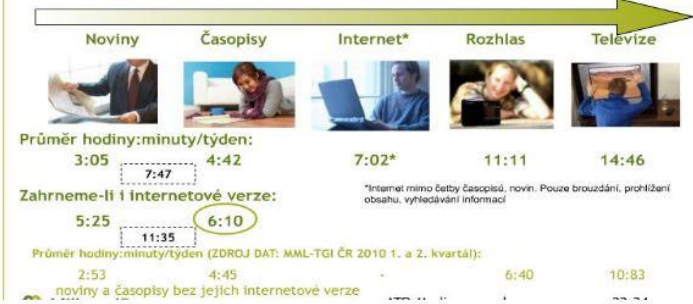 Noviny Časopisy Internet* Rozhlas Televize
Průměr hodiny:minuty/týden:
3:05 4:42 7:02* 11:11 14:46
7:47
Zahrneme-li i internetové verze:
*Internet mimo četby časopisů, novin. Pouze brouzdání, prohlížení
obsahu, vyhledávání informací
5:25 6:10
11:35
Průměr hodiny:minuty/týden (ZDROJ DAT: MML-TGI ČR 2010 1. a 2. kvartál):
2:53 4:45 - 6:40 10:83
noviny a časopisy bez jejich internetové verze